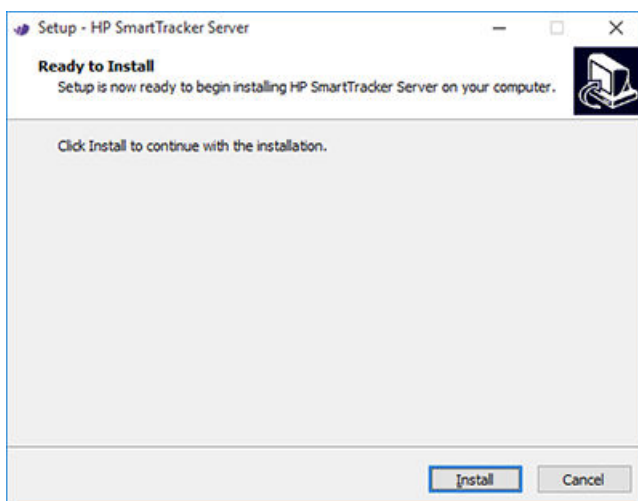 Setup - HP SmartTracker Server
Ready to Install
Setup is now ready to begin installing HP SmartTracker Server on your computer.
Click Install to continue with the installation.
Install
Cancel